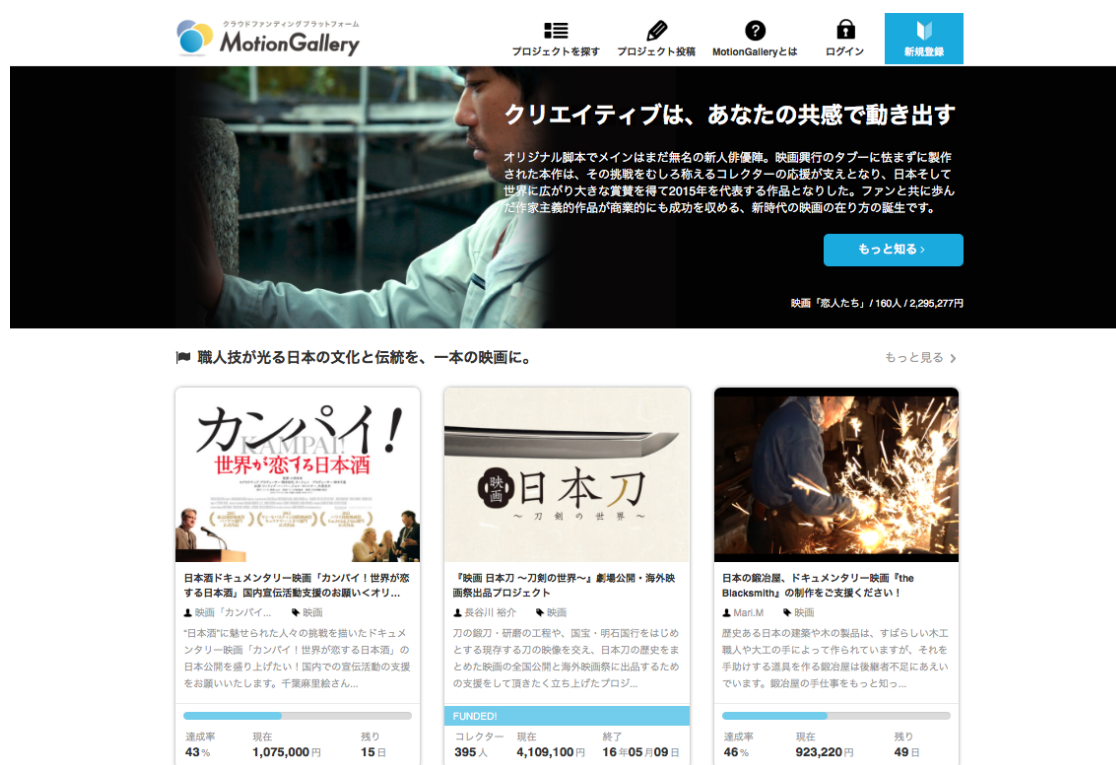 クラウドファンディングプラットフォーム
MotionGallery
プロジェクトを探す
プロジェクト投稿
MotionGalleryとは
ログイン
新規登録
クリエイティブは、あなたの共感で動き出す
オリジナル脚本でメインはまだ無名の新人俳優陣。映画興行のタブーに怯まずに製作
された本作は、その挑戦をむしろ称えるコレクターの応援が支えとなり、日本そして
世界に広がり大きな賞賛を得て2015年を代表する作品となりした。ファンと共に歩ん
だ作家主義的作品が商業的にも成功を収める、新時代の映画の在り方の誕生です。
もっと知る ›
映画「恋人たち」/ 160人 / 2,295,277円
職人技が光る日本の文化と伝統を、一本の映画に。
もっと見る
カンパイ!
KAMPAI!
世界が恋する日本酒
日本酒ドキュメンタリー映画「カンパイ！世界が恋
する日本酒」国内宣伝活動支援のお願い<オリ...
映画「カンパイ...
映画
“日本酒”に魅せられた人々の挑戦を描いたドキュメ
ンタリー映画「カンパイ！世界が恋する日本酒」の
日本公開を盛り上げたい！国内での宣伝活動の支援
をお願いいたします。千葉麻里絵さん...
達成率
現在
残り
43 %
1,075,000 円
15 日
映画
日本刀
～刀剣の世界～
『映画 日本刀 〜刀剣の世界〜』劇場公開・海外映
画祭出品プロジェクト
長谷川 裕介
映画
刀の鍛刀・研磨の工程や、国宝・明石国行をはじめ
とする現存する刀の映像を交え、日本刀の歴史をま
とめた映画の全国公開と海外映画祭に出品するため
の支援をして頂きたく立ち上げたプロジ...
FUNDED!
コレクター
現在
終了
395 人
4,109,100 円
16 年 05 月 09 日
日本の鍛冶屋、ドキュメンタリー映画『the
Blacksmith』の制作をご支援ください！
Mari.M
映画
歴史ある日本の建築や木の製品は、すばらしい木工
職人や大工の手によって作られていますが、それを
手助けする道具を作る鍛冶屋は後継者不足にあえい
でいます。鍛冶屋の手仕事をもっと知っ...
達成率
現在
残り
46 %
923,220 円
49 日